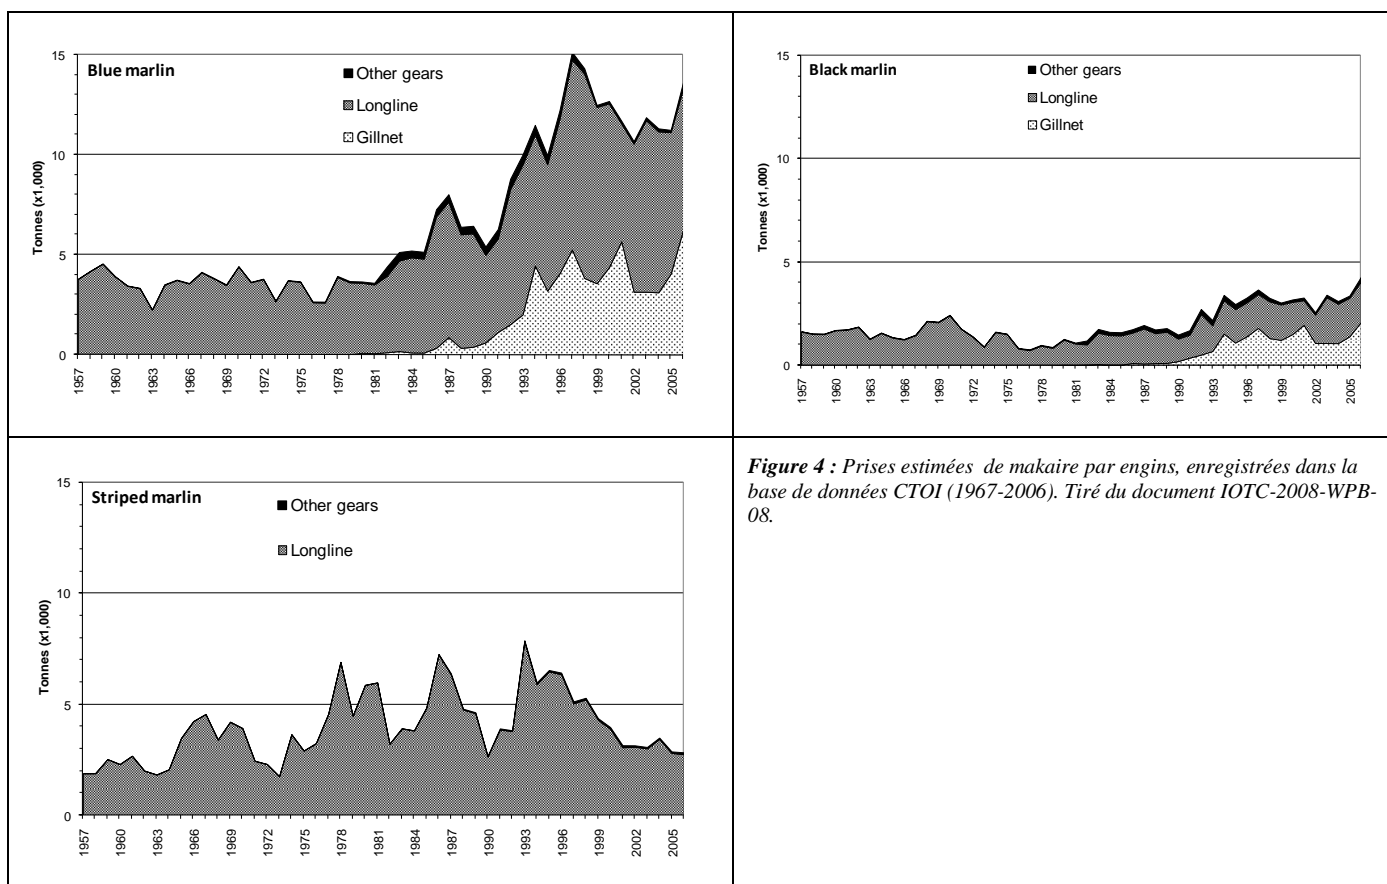 Blue marlin
Other gears
Longline
Gillnet
Tonnes (x1,000)
15
10
5
0
1957 1960 1963 1966 1969 1972 1975 1978 1981 1984 1987 1990 1993 1996 1999 2002 2005
Black marlin
Other gears
Longline
Gillnet
Tonnes (x1,000)
15
10
5
0
1957 1960 1963 1966 1969 1972 1975 1978 1981 1984 1987 1990 1993 1996 1999 2002 2005
Striped marlin
Other gears
Longline
Tonnes (x1,000)
15
10
5
0
1957 1960 1963 1966 1969 1972 1975 1978 1981 1984 1987 1990 1993 1996 1999 2002 2005
Figure 4 : Prises estimées de makaire par engins, enregistrées dans la
base de données CTOI (1967-2006). Tiré du document IOTC-2008-WPB-
08.